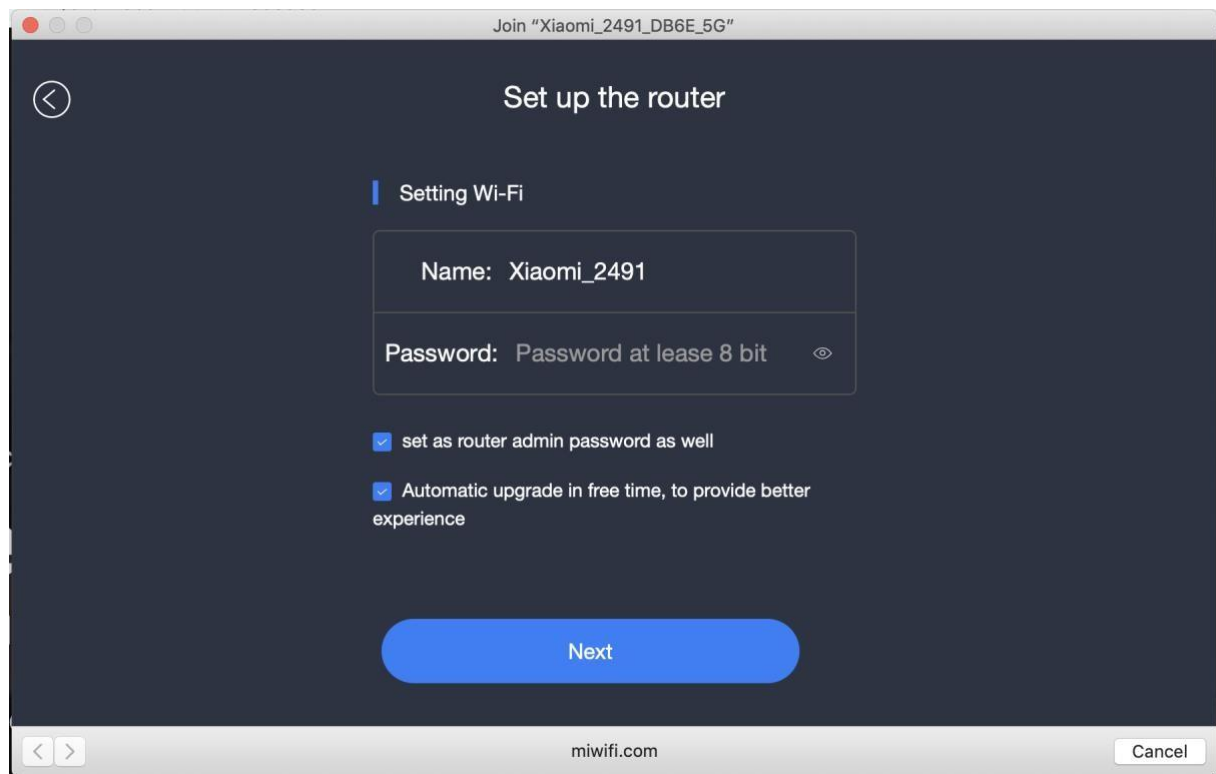 Join “Xiaomi_2491_DB6E_5G”
Set up the router
Setting Wi-Fi
Name: Xiaomi_2491
Password: Password at lease 8 bit
set as router admin password as well
Automatic upgrade in free time, to provide better
experience
Next
miwifi.com
Cancel